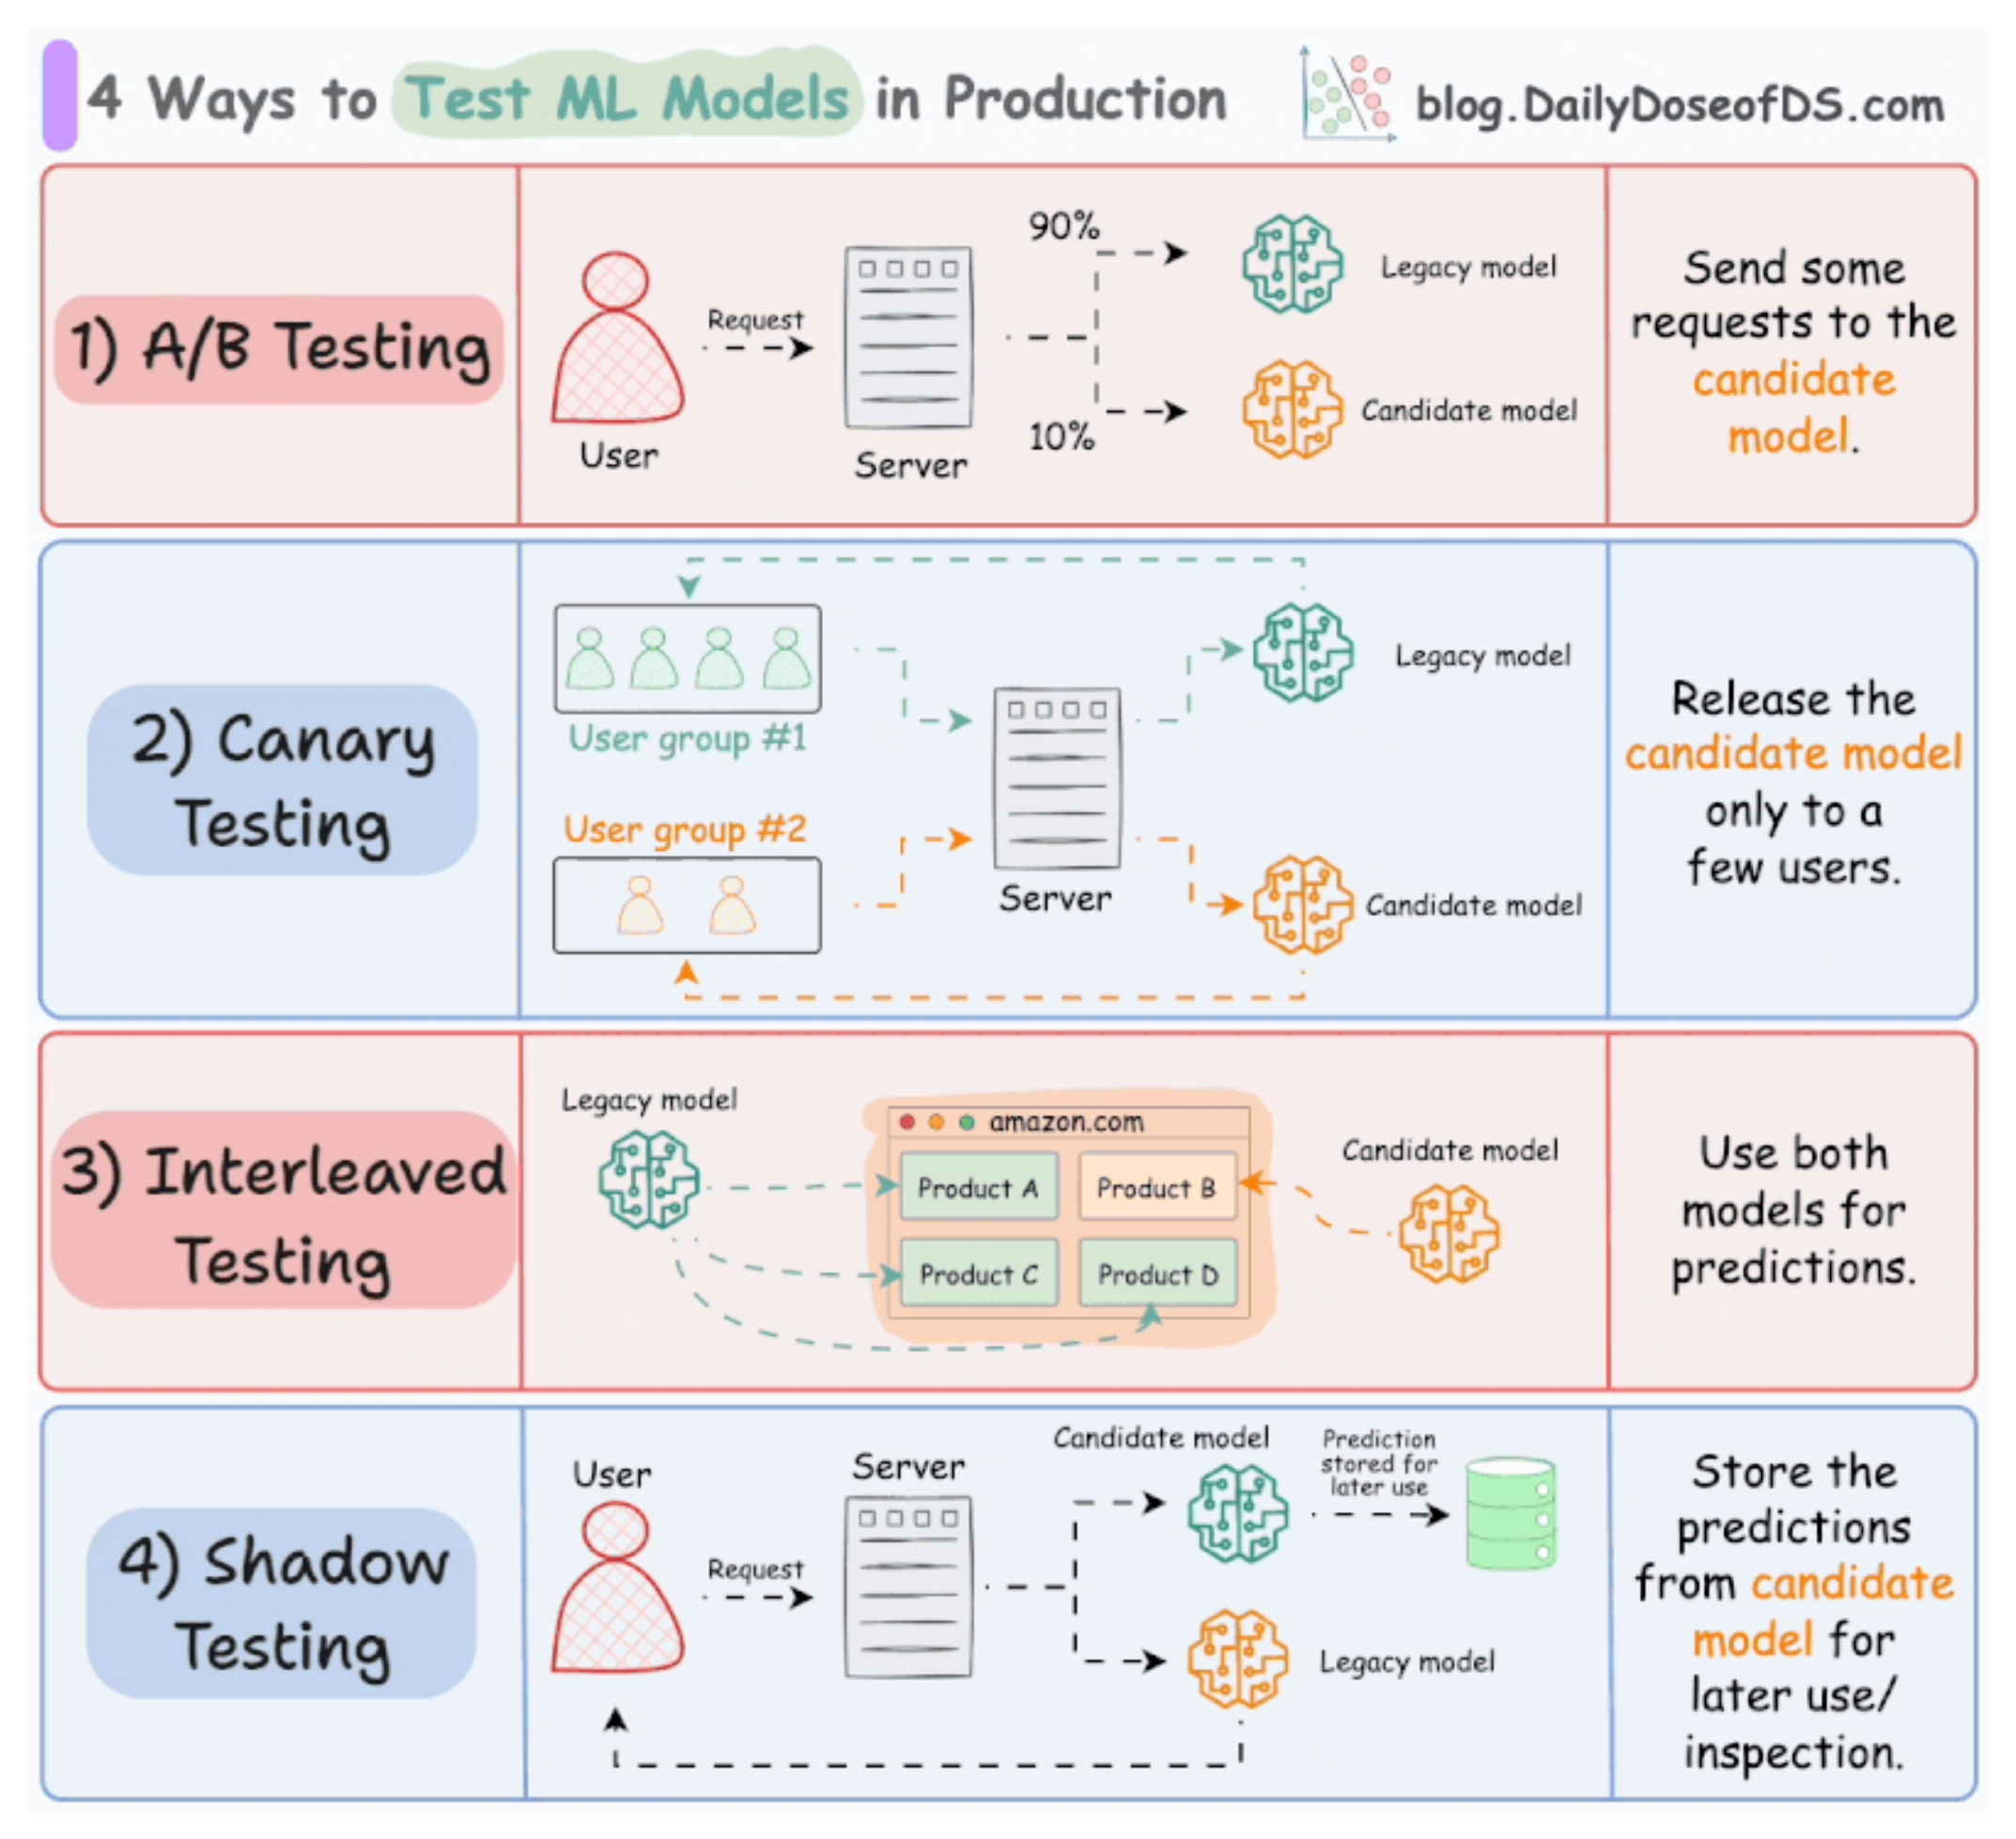 4 Ways to Test ML Models in Production
blog.DailyDoseofDS.com
1) A/B Testing
User
Request
Server
90%
10%
Legacy model
Candidate model
Send some
requests to the
candidate
model.
2) Canary
Testing
User group #1
User group #2
Server
Legacy model
Candidate model
Release the
candidate model
only to a
few users.
3) Interleaved
Testing
Legacy model
amazon.com
Product A
Product B
Product C
Product D
Candidate model
Use both
models for
predictions.
4) Shadow
Testing
User
Request
Server
Candidate model
Prediction
stored for
later use
Legacy model
Store the
predictions
from candidate
model for
later use/
inspection.